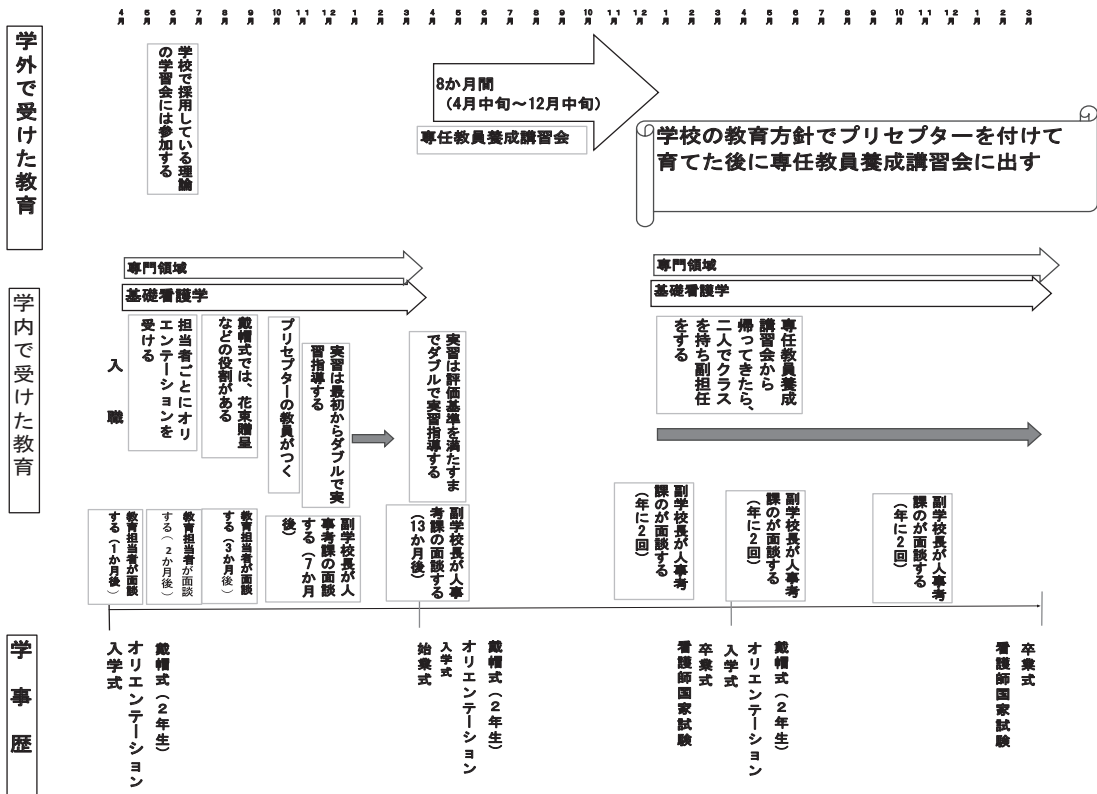 4月 5月 6月 7月 8月 9月 10月 11月 12月 1月 2月 3月 4月 5月 6月 7月 8月 9月 10月 11月 12月 1月 2月 3月 4月 5月 6月 7月 8月 9月 10月 11月 12月 1月 2月 3月
学外で受けた教育
学校で採用している理論
の学習会には参加する
8か月間
（4月中旬～12月中旬）
専任教員養成講習会
学校の教育方針でプリセプターを付けて
育てた後に専任教員養成講習会に出す
学内で受けた教育
専門領域
基礎看護学
専門領域
基礎看護学
入職
担当者ごとにオリ
エンテーションを
受ける
戴帽式では、花束贈呈
などの役割がある
プリセプターの教員がつく
実習は最初からダブルで実
習指導する
実習は評価基準を満たすま
でダブルで実習指導する
専任教員養成
講習会から
帰ってきたら、
二人でクラス
を持ち副担任
をする
教育担当者が面談
する（1か月後）
教育担当者が面談
する（2か月後）
教育担当者が面談
する（3か月後）
副学校長が人
事考課の面談
する（7か月
後）
副学校長が人事
考課の面談する
（13か月後）
副学校長が人事考
課のが面談する
（年に2回）
副学校長が人事考
課のが面談する
（年に2回）
副学校長が人事考
課のが面談する
（年に2回）
学事歴
入学式
オリエンテーション
戴帽式（2年生）
始業式
入学式
オリエンテーション
戴帽式（2年生）
看護師国家試験
卒業式
入学式
オリエンテーション
戴帽式（2年生）
看護師国家試験
卒業式